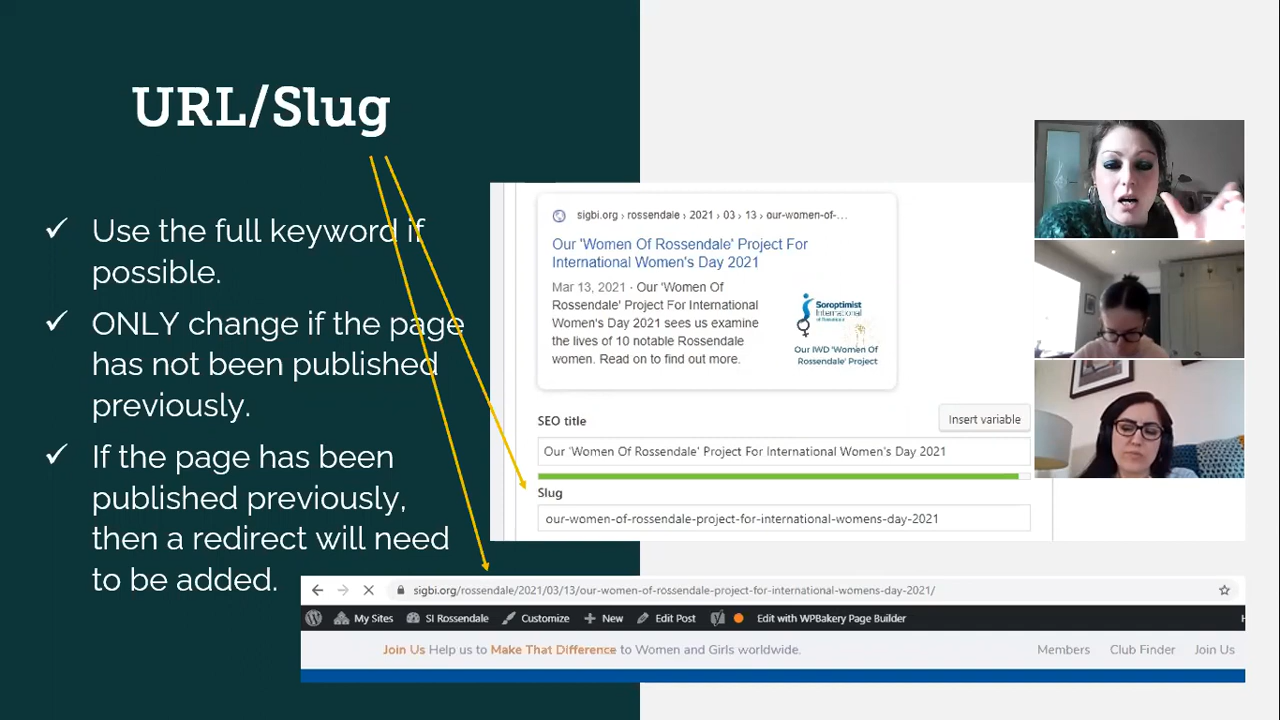 URL/Slug
✓ Use the full keyword if
possible.
✓ ONLY change if the page
has not been published
previously.
✓ If the page has been
published previously,
then a redirect will need
to be added.
sigbi.org › rossendale › 2021 › 03 › 13 › our-women-of-...
Our 'Women Of Rossendale' Project For
International Women's Day 2021
Mar 13, 2021 · Our 'Women Of
Rossendale' Project For International
Women's Day 2021 sees us examine
the lives of 10 notable Rossendale
women. Read on to find out more.
Soroptimist
International
of Rossendale
Our IWD 'Women Of
Rossendale' Project
SEO title
Insert variable
Our 'Women Of Rossendale' Project For International Women's Day 2021
Slug
our-women-of-rossendale-project-for-international-womens-day-2021
sigbi.org/rossendale/2021/03/13/our-women-of-rossendale-project-for-international-womens-day-2021/
My Sites SI Rossendale Customize New Edit Post Edit with WPBakery Page Builder H
Join Us Help us to Make That Difference to Women and Girls worldwide. Members Club Finder Join Us